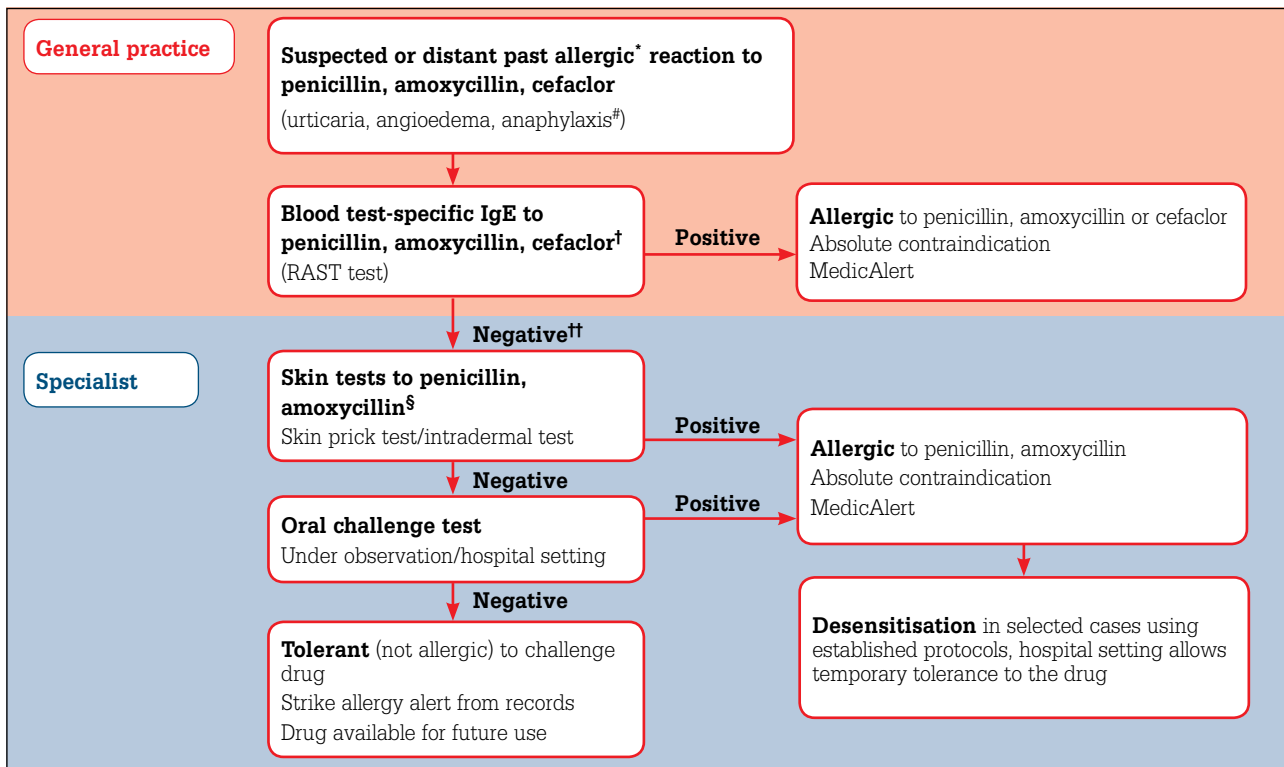 General practice
Suspected or distant past allergic* reaction to
penicillin, amoxycillin, cefaclor
(urticaria, angioedema, anaphylaxis#)
Blood test-specific IgE to
penicillin, amoxycillin, cefaclor†
(RAST test)
Positive
Allergic to penicillin, amoxycillin or cefaclor
Absolute contraindication
MedicAlert
Negative††
Specialist
Skin tests to penicillin,
amoxycillin§
Skin prick test/intradermal test
Positive
Allergic to penicillin, amoxycillin
Absolute contraindication
MedicAlert
Negative
Oral challenge test
Under observation/hospital setting
Positive
Negative
Desensitisation in selected cases using
established protocols, hospital setting allows
temporary tolerance to the drug
Tolerant (not allergic) to challenge
drug
Strike allergy alert from records
Drug available for future use